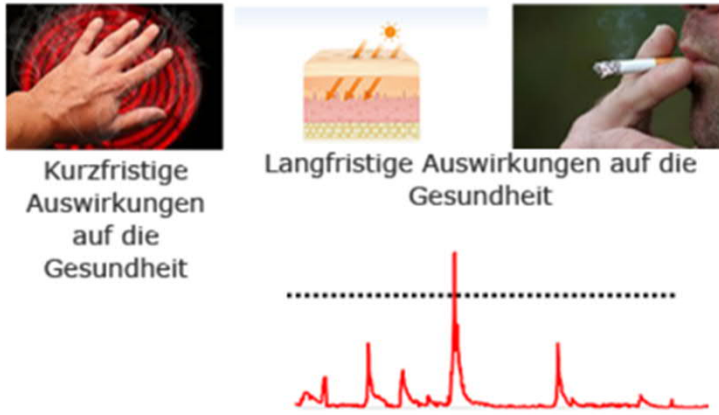 Kurzfristige
Auswirkungen
auf die
Gesundheit
Langfristige Auswirkungen auf die
Gesundheit